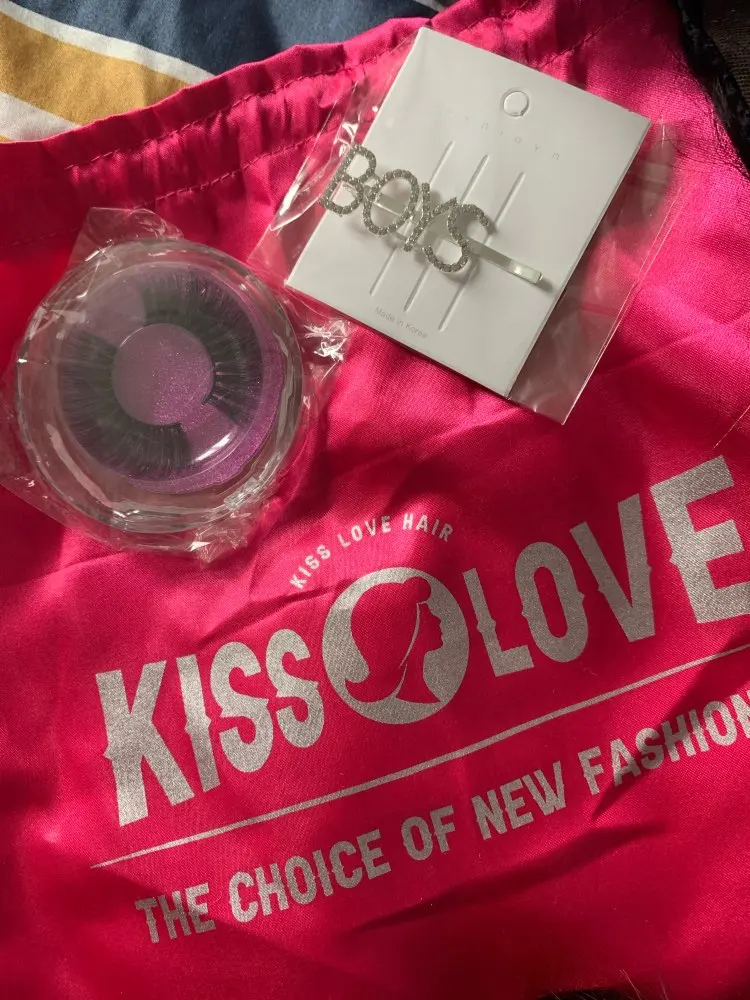 BOYS
Made in Korea
KISS LOVE HAIR
KISS LOVE
THE CHOICE OF NEW FASHION